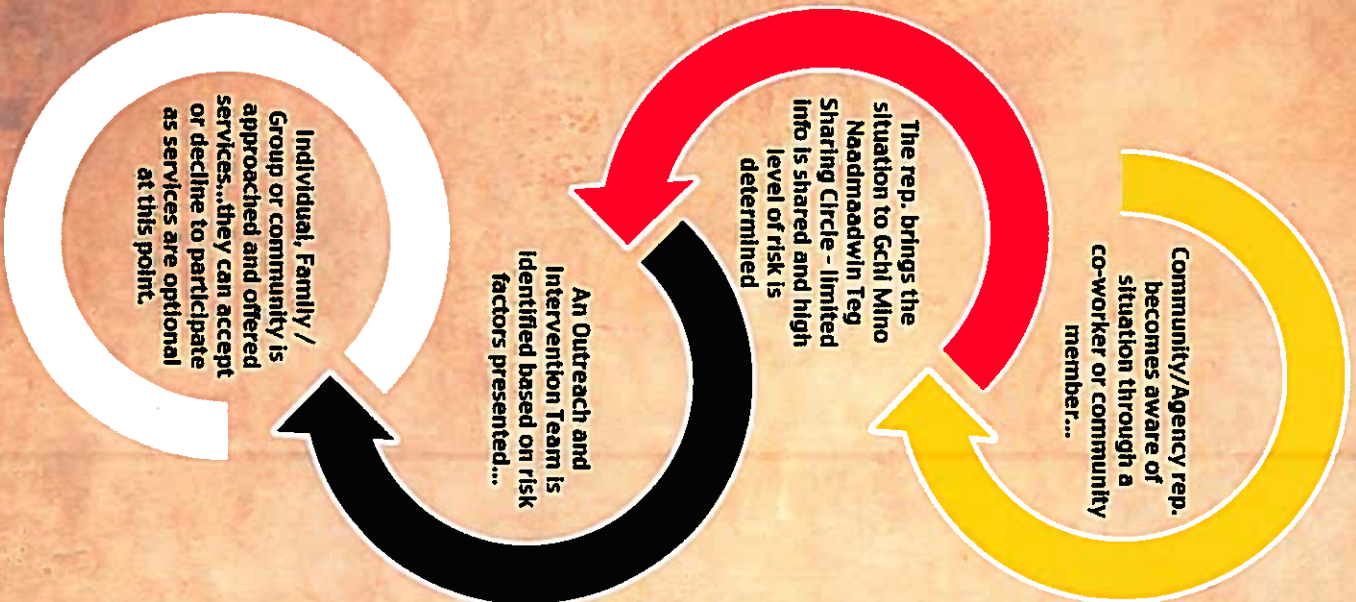 Community/Agency rep.
becomes aware of
situation through a
co-worker or community
member...
The rep. brings the
situation to Gchi Mino
Naadmaadwin Teg
Sharing Circle - limited
info is shared and high
level of risk is
determined
An Outreach and
Intervention Team is
identified based on risk
factors presented...
Individual, Family /
Group or community is
approached and offered
services...they can accept
or decline to participate
as services are optional
at this point.